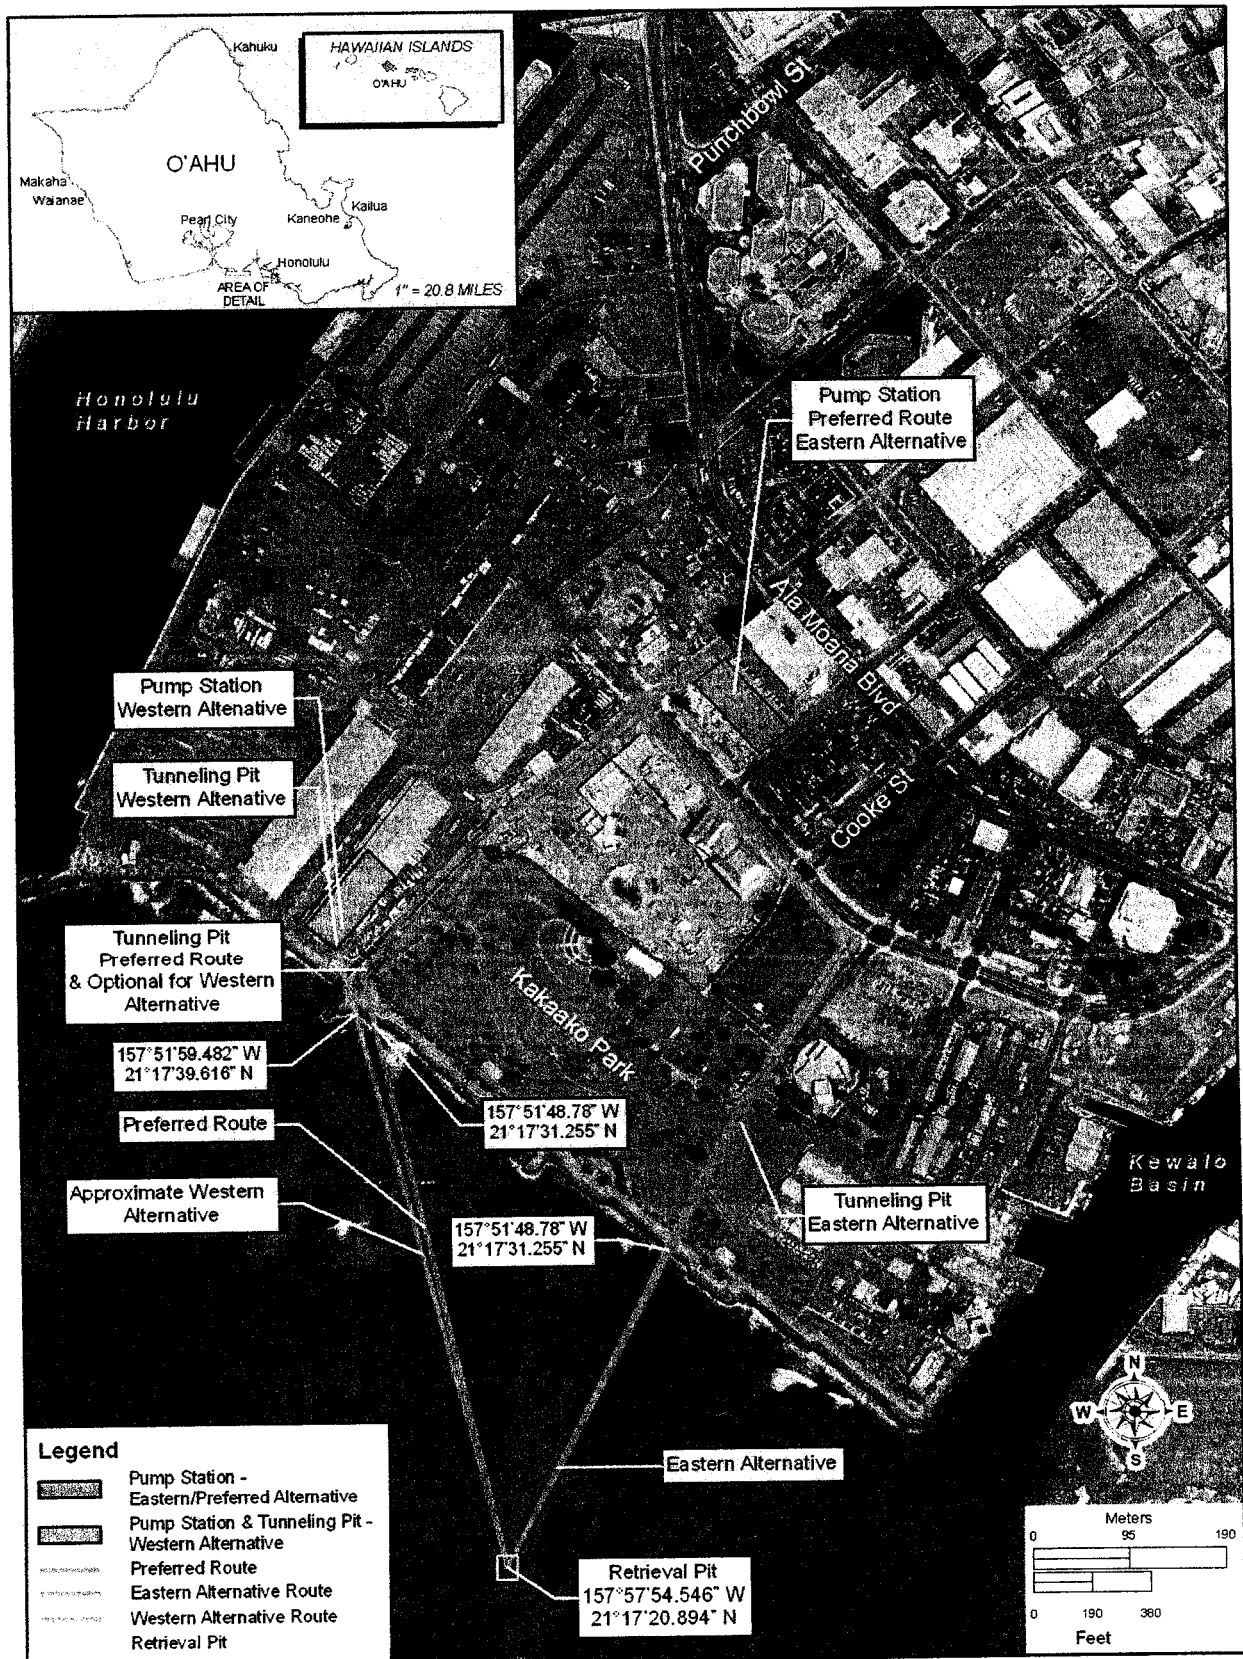 Kahuku
HAWAIIAN ISLANDS
O'AHU
O'AHU
Makaha
Waianae
Pearl City
Kaneohe
Kailua
Honolulu
AREA OF
DETAIL
1" = 20.8 MILES
Punchbowl St
Honolulu
Harbor
Pump Station
Preferred Route
Eastern Alternative
Ala Moana Blvd
Cooke St
Pump Station
Western Altenative
Tunneling Pit
Western Altenative
Tunneling Pit
Preferred Route
& Optional for Western
Alternative
Kakaako Park
157°51'59.482" W
21°17'39.616" N
157°51'48.78" W
21°17'31.255" N
Preferred Route
Approximate Western
Alternative
157°51'48.78" W
21°17'31.255" N
Tunneling Pit
Eastern Alternative
Kewalo
Basin
N
W
E
S
Eastern Alternative
Retrieval Pit
157°57'54.546" W
21°17'20.894" N
Legend
Pump Station -
Eastern/Preferred Alternative
Pump Station & Tunneling Pit -
Western Alternative
Preferred Route
Eastern Alternative Route
Western Alternative Route
Retrieval Pit
Meters
0 95 190
0 190 380
Feet